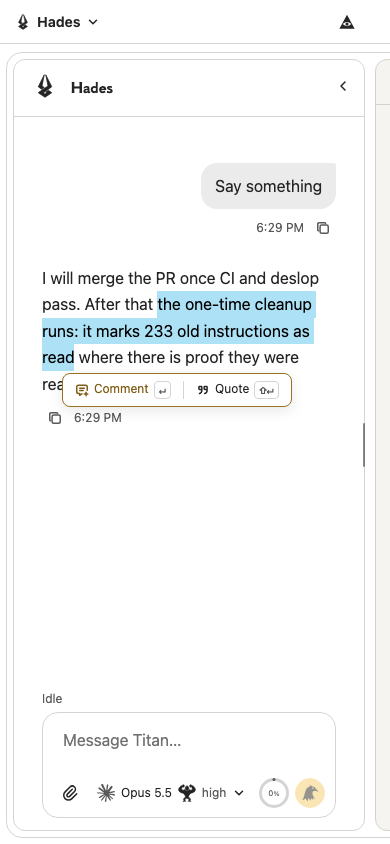 Hades
Hades
Say something
6:29 PM
I will merge the PR once CI and deslop
pass. After that the one-time cleanup
runs: it marks 233 old instructions as
read where there is proof they were
Comment
Quote
6:29 PM
Idle
Message Titan...
Opus 5.5 high
0%